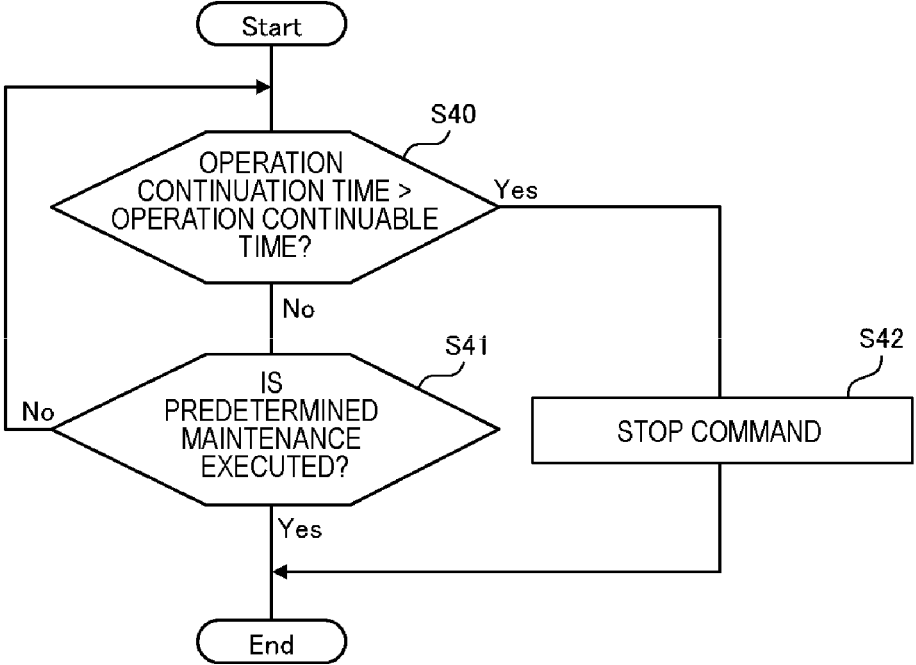 Start
S40
OPERATION
CONTINUATION TIME >
OPERATION CONTINUABLE
TIME?
Yes
No
S41
IS
PREDETERMINED
MAINTENANCE
EXECUTED?
No
Yes
S42
STOP COMMAND
End